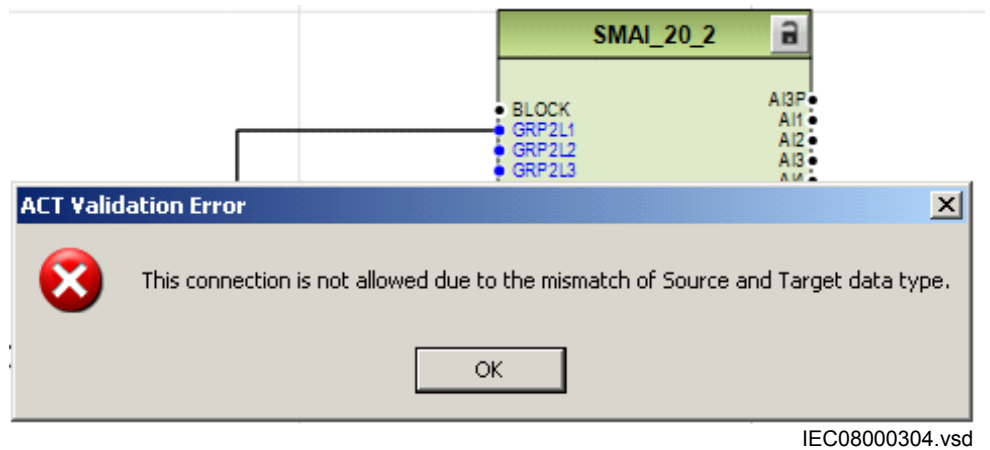 SMAI_20_2
BLOCK
GRP2L1
GRP2L2
GRP2L3
AI3P
AI1
AI2
AI3
AI4
ACT Validation Error
This connection is not allowed due to the mismatch of Source and Target data type.
OK
IEC08000304.vsd